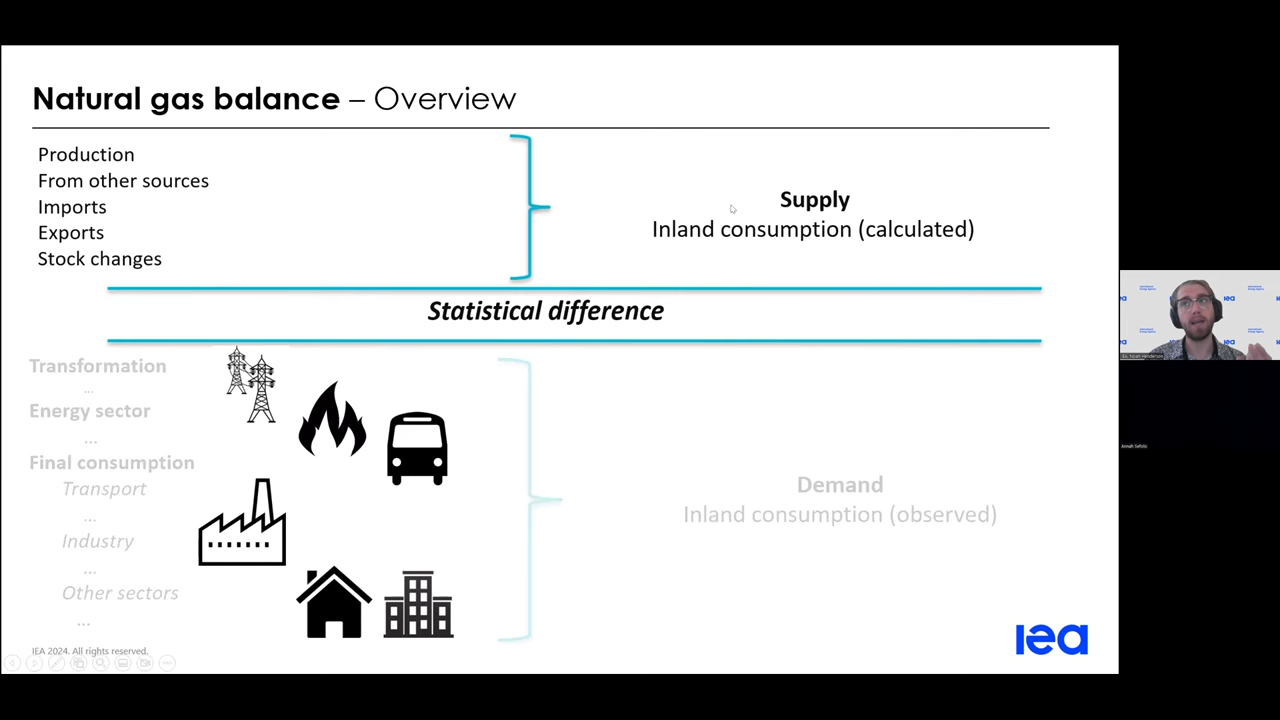 Natural gas balance – Overview
Production
From other sources
Imports
Exports
Stock changes
Supply
Inland consumption (calculated)
Statistical difference
Transformation
...
Energy sector
...
Final consumption
Transport
...
Industry
...
Other sectors
...
Demand
Inland consumption (observed)
IEA 2024. All rights reserved.
iea
iea